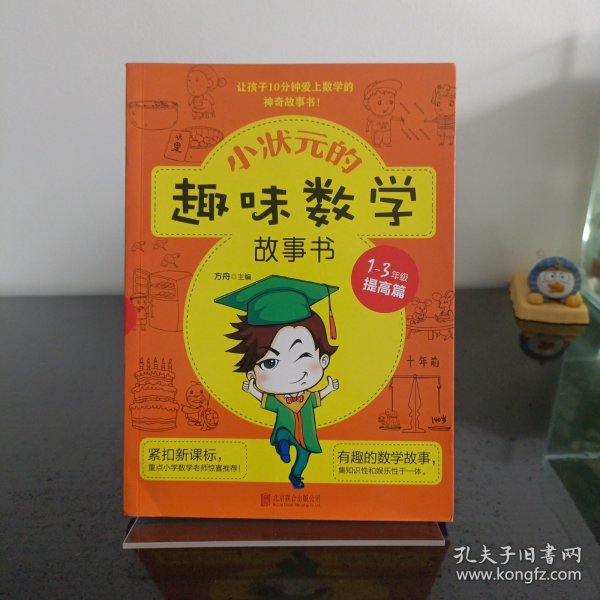 让孩子10分钟爱上数学的
神奇故事书！
小状元的
趣味数学
故事书
方舟◎主编
1-3年级
提高篇
十年前
140岁
紧扣新课标，
重点小学数学老师惊喜推荐！
有趣的数学故事，
集知识性和娱乐性于一体。
北京联合出版公司
孔夫子旧书网
www.kongfz.com